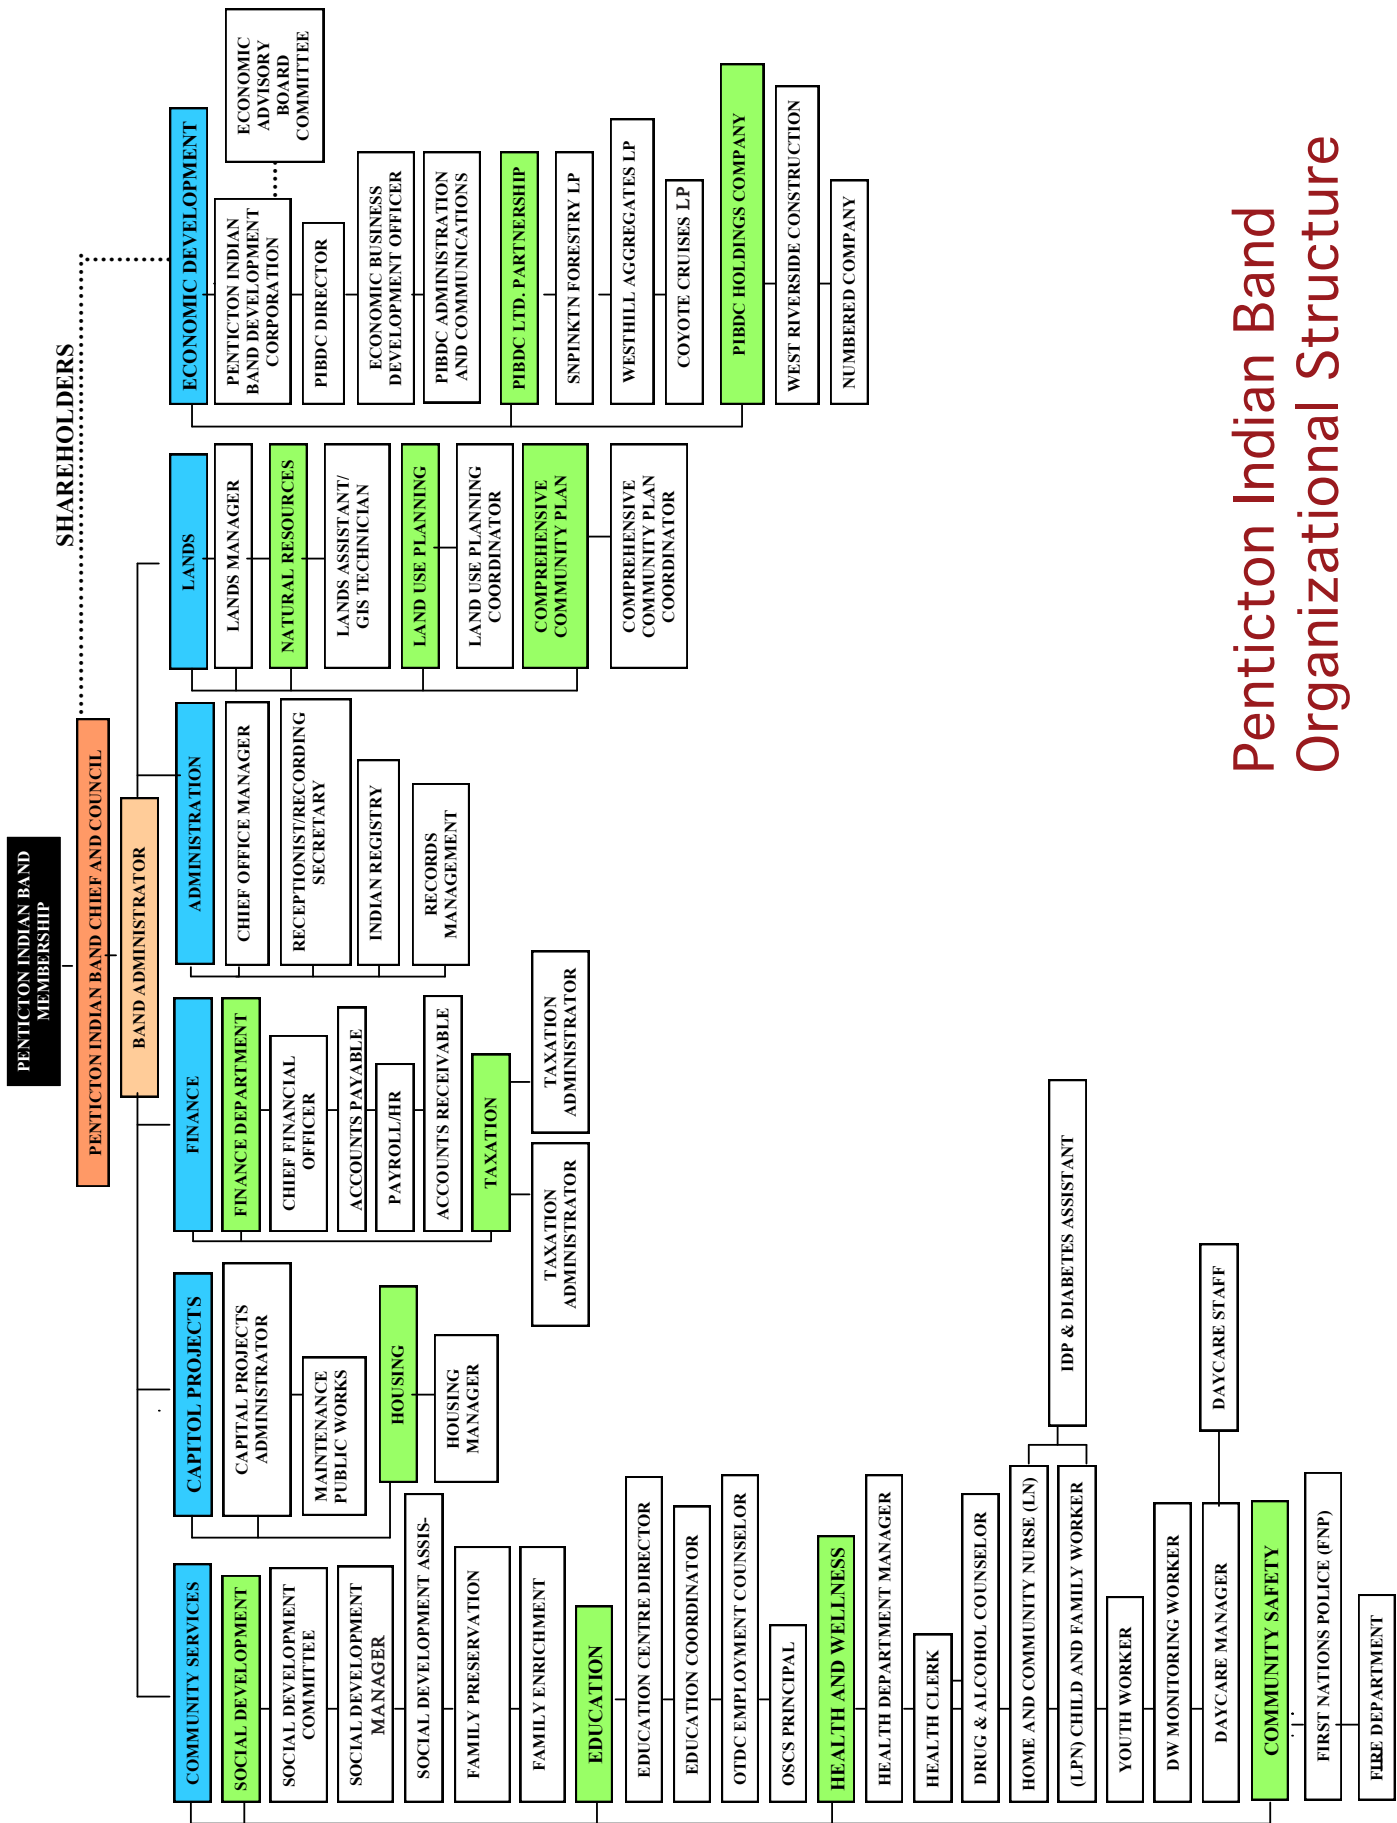 PENTICTON INDIAN BAND
MEMBERSHIP
PENTICTON INDIAN BAND CHIEF AND COUNCIL
BAND ADMINISTRATOR
SHAREHOLDERS
COMMUNITY SERVICES
SOCIAL DEVELOPMENT
SOCIAL DEVELOPMENT
COMMITTEE
SOCIAL DEVELOPMENT
MANAGER
SOCIAL DEVELOPMENT ASSIS-
FAMILY PRESERVATION
FAMILY ENRICHMENT
EDUCATION
EDUCATION CENTRE DIRECTOR
EDUCATION COORDINATOR
OTDC EMPLOYMENT COUNSELOR
OSCS PRINCIPAL
HEALTH AND WELLNESS
HEALTH DEPARTMENT MANAGER
HEALTH CLERK
DRUG & ALCOHOL COUNSELOR
HOME AND COMMUNITY NURSE (LN)
(LPN) CHILD AND FAMILY WORKER
IDP & DIABETES ASSISTANT
YOUTH WORKER
DW MONITORING WORKER
DAYCARE MANAGER
DAYCARE STAFF
COMMUNITY SAFETY
FIRST NATIONS POLICE (FNP)
FIRE DEPARTMENT
CAPITOL PROJECTS
CAPITAL PROJECTS
ADMINISTRATOR
MAINTENANCE
PUBLIC WORKS
HOUSING
HOUSING
MANAGER
FINANCE
FINANCE DEPARTMENT
CHIEF FINANCIAL
OFFICER
ACCOUNTS PAYABLE
PAYROLL/HR
ACCOUNTS RECEIVABLE
TAXATION
TAXATION
ADMINISTRATOR
TAXATION
ADMINISTRATOR
ADMINISTRATION
CHIEF OFFICE MANAGER
RECEPTIONIST/RECORDING
SECRETARY
INDIAN REGISTRY
RECORDS
MANAGEMENT
LANDS
LANDS MANAGER
NATURAL RESOURCES
LANDS ASSISTANT/
GIS TECHNICIAN
LAND USE PLANNING
LAND USE PLANNING
COORDINATOR
COMPREHENSIVE
COMMUNITY PLAN
COMPREHENSIVE
COMMUNITY PLAN
COORDINATOR
ECONOMIC DEVELOPMENT
PENTICTON INDIAN
BAND DEVELOPMENT
CORPORATION
ECONOMIC
ADVISORY
BOARD
COMMITTEE
PIBDC DIRECTOR
ECONOMIC BUSINESS
DEVELOPMENT OFFICER
PIBDC ADMINISTRATION
AND COMMUNICATIONS
PIBDC LTD. PARTNERSHIP
SNPINKTN FORESTRY LP
WESTHILL AGGREGATES LP
COYOTE CRUISES LP
PIBDC HOLDINGS COMPANY
WEST RIVERSIDE CONSTRUCTION
NUMBERED COMPANY
Penticton Indian Band
Organizational Structure